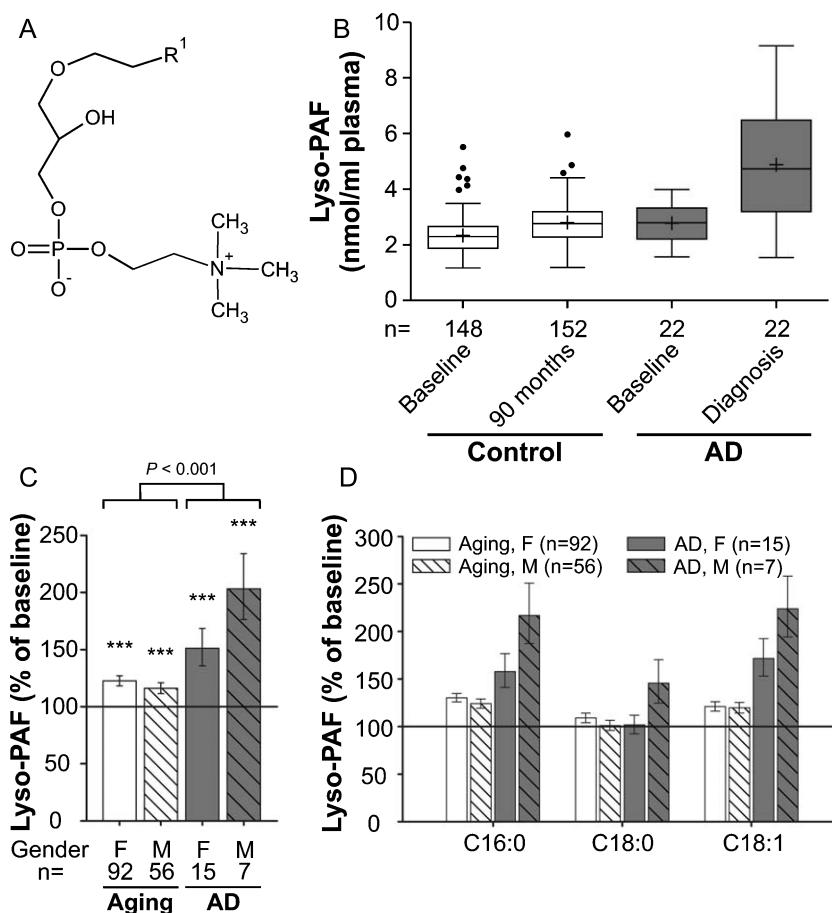 A
R1
O
OH
O
O=P
O
O-
N+
CH3
CH3
CH3
B
Lyso-PAF
(nmol/ml plasma)
10
8
6
4
2
0
n= 148 152 22 22
Baseline 90 months Baseline Diagnosis
Control AD
C
P < 0.001
Lyso-PAF (% of baseline)
250
200
150
100
50
0
*** *** *** ***
Gender F M F M
n= 92 56 15 7
Aging AD
D
Lyso-PAF (% of baseline)
300
250
200
150
100
50
0
Aging, F (n=92) AD, F (n=15)
Aging, M (n=56) AD, M (n=7)
C16:0 C18:0 C18:1